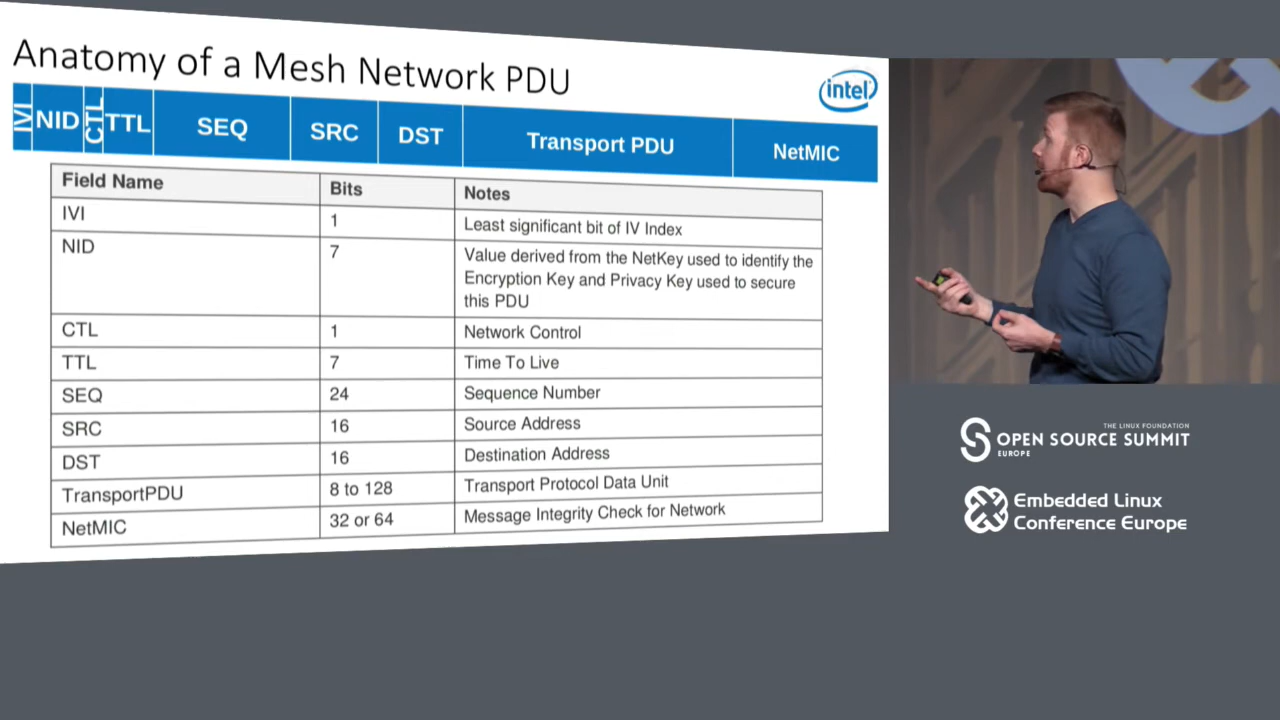 Anatomy of a Mesh Network PDU
intel
IVI NID CTL TTL SEQ SRC DST Transport PDU NetMIC
Field Name Bits Notes
IVI 1 Least significant bit of IV Index
NID 7 Value derived from the NetKey used to identify the
Encryption Key and Privacy Key used to secure
this PDU
CTL 1 Network Control
TTL 7 Time To Live
SEQ 24 Sequence Number
SRC 16 Source Address
DST 16 Destination Address
TransportPDU 8 to 128 Transport Protocol Data Unit
NetMIC 32 or 64 Message Integrity Check for Network
THE LINUX FOUNDATION
OPEN SOURCE SUMMIT
EUROPE
Embedded Linux
Conference Europe